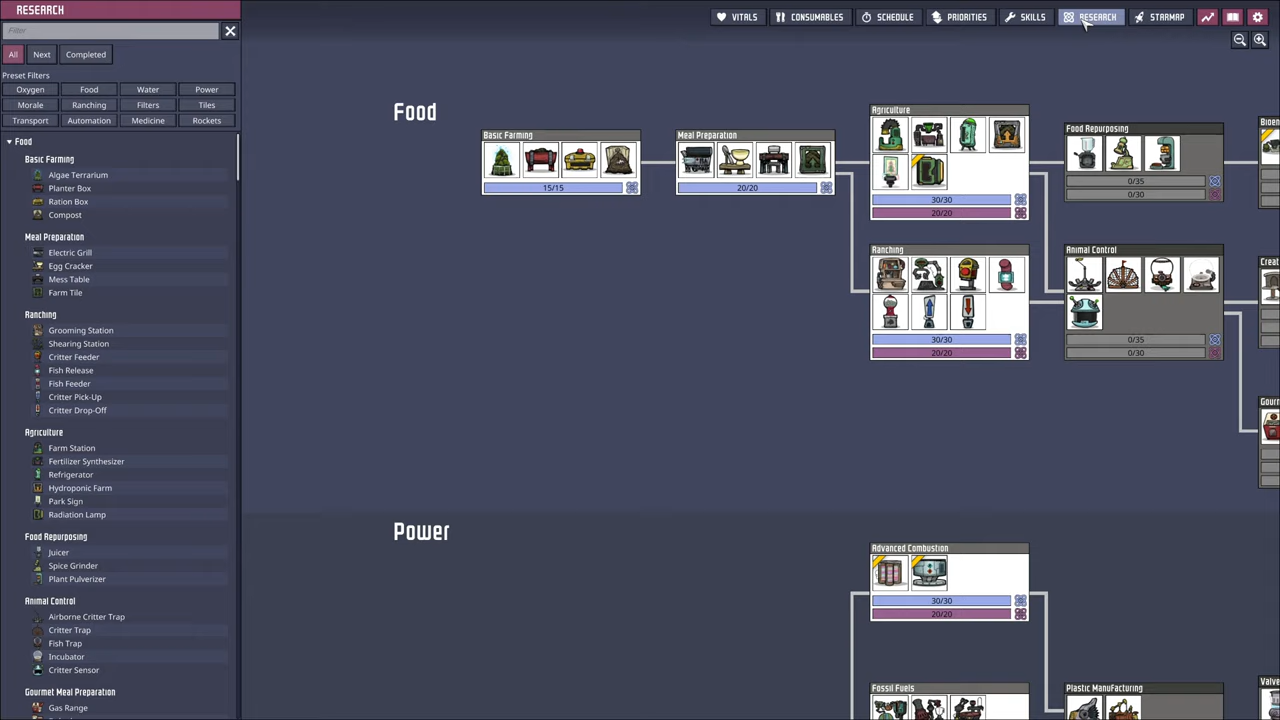 RESEARCH
VITALS
CONSUMABLES
SCHEDULE
PRIORITIES
SKILLS
RESEARCH
STARMAP
Filter
All
Next
Completed
Preset Filters
Oxygen
Food
Water
Power
Morale
Ranching
Filters
Tiles
Transport
Automation
Medicine
Rockets
Food
Basic Farming
Algae Terrarium
Planter Box
Ration Box
Compost
Meal Preparation
Electric Grill
Egg Cracker
Mess Table
Farm Tile
Ranching
Grooming Station
Shearing Station
Critter Feeder
Fish Release
Fish Feeder
Critter Pick-Up
Critter Drop-Off
Agriculture
Farm Station
Fertilizer Synthesizer
Refrigerator
Hydroponic Farm
Park Sign
Radiation Lamp
Food Repurposing
Juicer
Spice Grinder
Plant Pulverizer
Animal Control
Airborne Critter Trap
Critter Trap
Fish Trap
Incubator
Critter Sensor
Gourmet Meal Preparation
Gas Range
Food
Basic Farming
15/15
Meal Preparation
20/20
Agriculture
30/30
20/20
Food Repurposing
0/35
0/30
Ranching
30/30
20/20
Animal Control
0/35
0/30
Power
Advanced Combustion
30/30
20/20
Fossil Fuels
Plastic Manufacturing